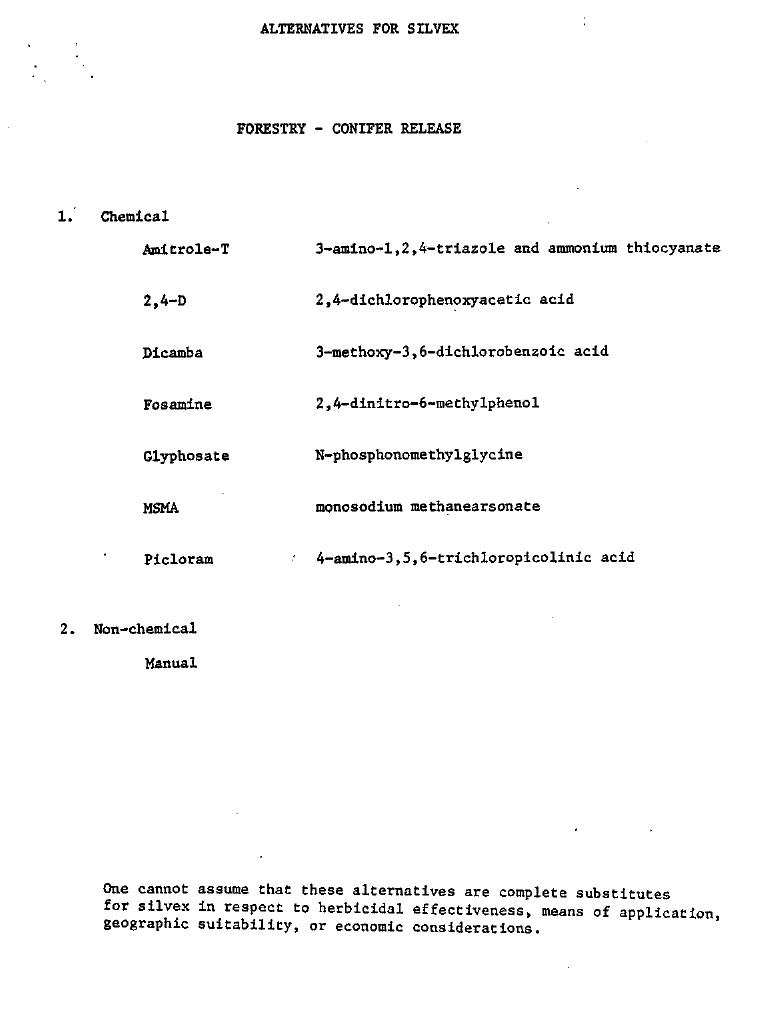 ALTERNATIVES FOR SILVEX
FORESTRY - CONIFER RELEASE
1. Chemical
Amitrole-T 3-amino-1,2,4-triazole and ammonium thiocyanate
2,4-D 2,4-dichlorophenoxyacetic acid
Dicamba 3-methoxy-3,6-dichlorobenzoic acid
Fosamine 2,4-dinitro-6-methylphenol
Glyphosate N-phosphonomethylglycine
MSMA monosodium methanearsonate
Picloram 4-amino-3,5,6-trichloropicolinic acid
2. Non-chemical
Manual
One cannot assume that these alternatives are complete substitutes
for silvex in respect to herbicidal effectiveness, means of application,
geographic suitability, or economic considerations.